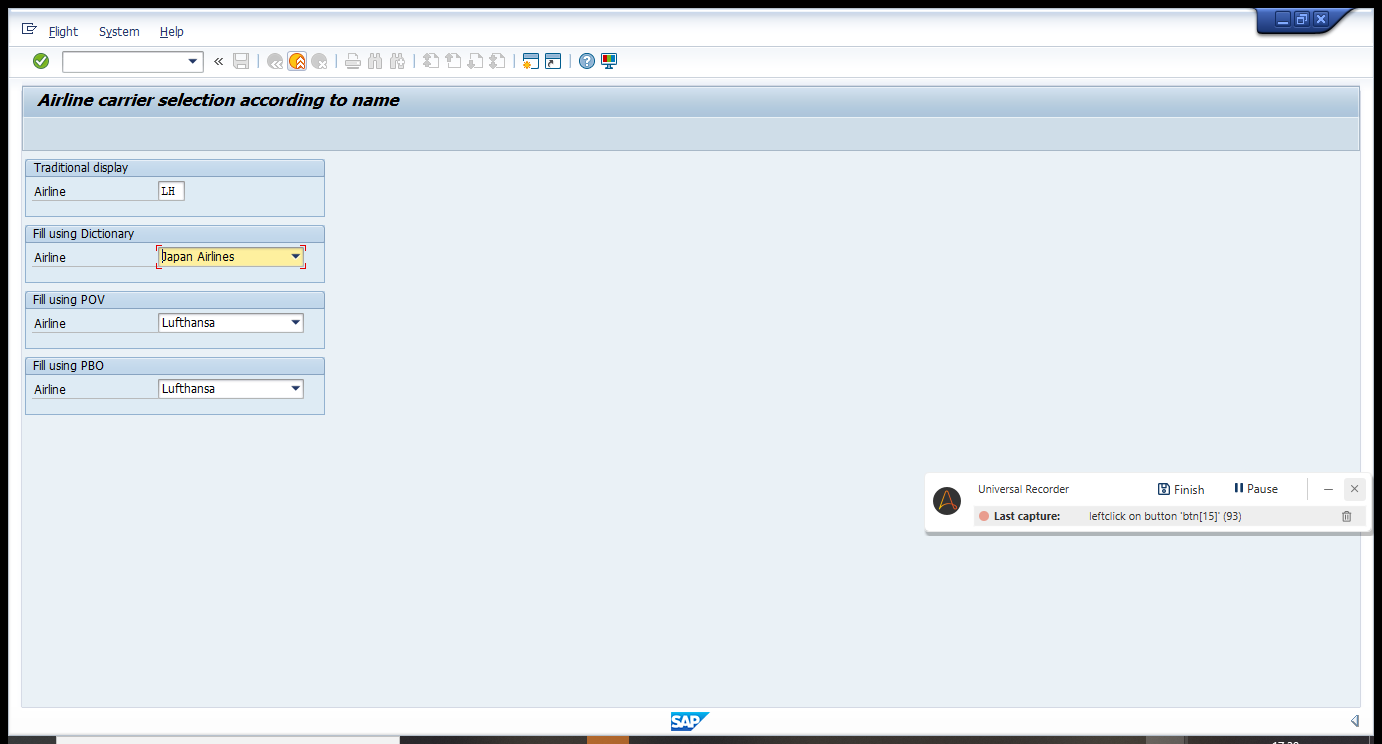 Flight System Help
Airline carrier selection according to name
Traditional display
Airline LH
Fill using Dictionary
Airline Japan Airlines
Fill using POV
Airline Lufthansa
Fill using PBO
Airline Lufthansa
Universal Recorder Finish Pause
Last capture: leftclick on button 'btn[15]' (93)
SAP